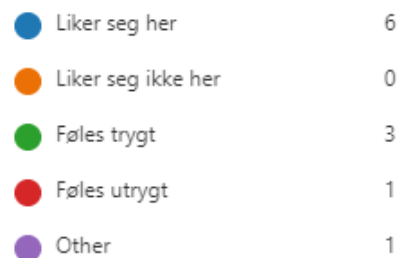 Liker seg her 6
Liker seg ikke her 0
Føles trygt 3
Føles utrygt 1
Other 1